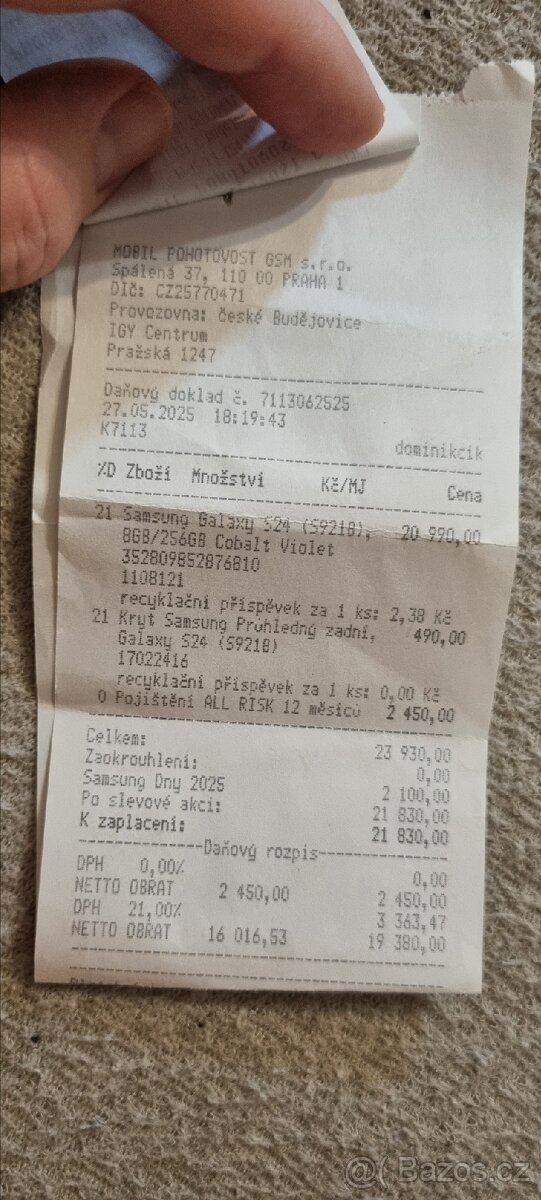 MOBIL POHOTOVOST GSM s.r.o.
Spálená 37, 110 00 PRAHA 1
DIČ: CZ25770471
Provozovna: České Budějovice
IGY Centrum
Pražská 1247
Daňový doklad č. 7113062525
27.05.2025 18:19:43
K7113 dominikcik
%D Zboží Množství Kč/MJ Cena
21 Samsung Galaxy S24 (S921B), 20 990,00
8GB/256GB Cobalt Violet
352809852876810
1108121
recyklační příspěvek za 1 ks: 2,38 Kč
21 Kryt Samsung Průhledný zadní, 490,00
Galaxy S24 (S921B)
17022416
recyklační příspěvek za 1 ks: 0,00 Kč
0 Pojištění ALL RISK 12 měsíců 2 450,00
Celkem: 23 930,00
Zaokrouhlení: 0,00
Samsung Dny 2025 2 100,00
Po slevové akci: 21 830,00
K zaplacení: 21 830,00
Daňový rozpis
DPH 0,00% 0,00
NETTO OBRAT 2 450,00 2 450,00
DPH 21,00% 3 363,47
NETTO OBRAT 16 016,53 19 380,00
Bazos.cz